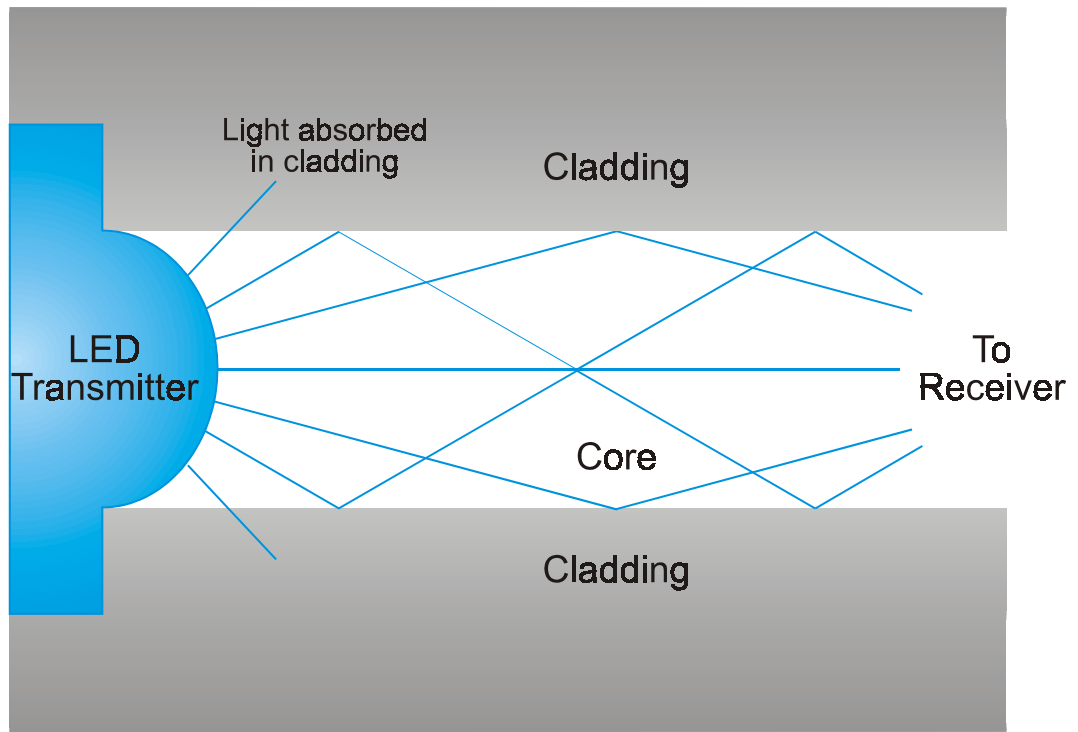 Light absorbed
in cladding
Cladding
LED
Transmitter
To
Receiver
Core
Cladding